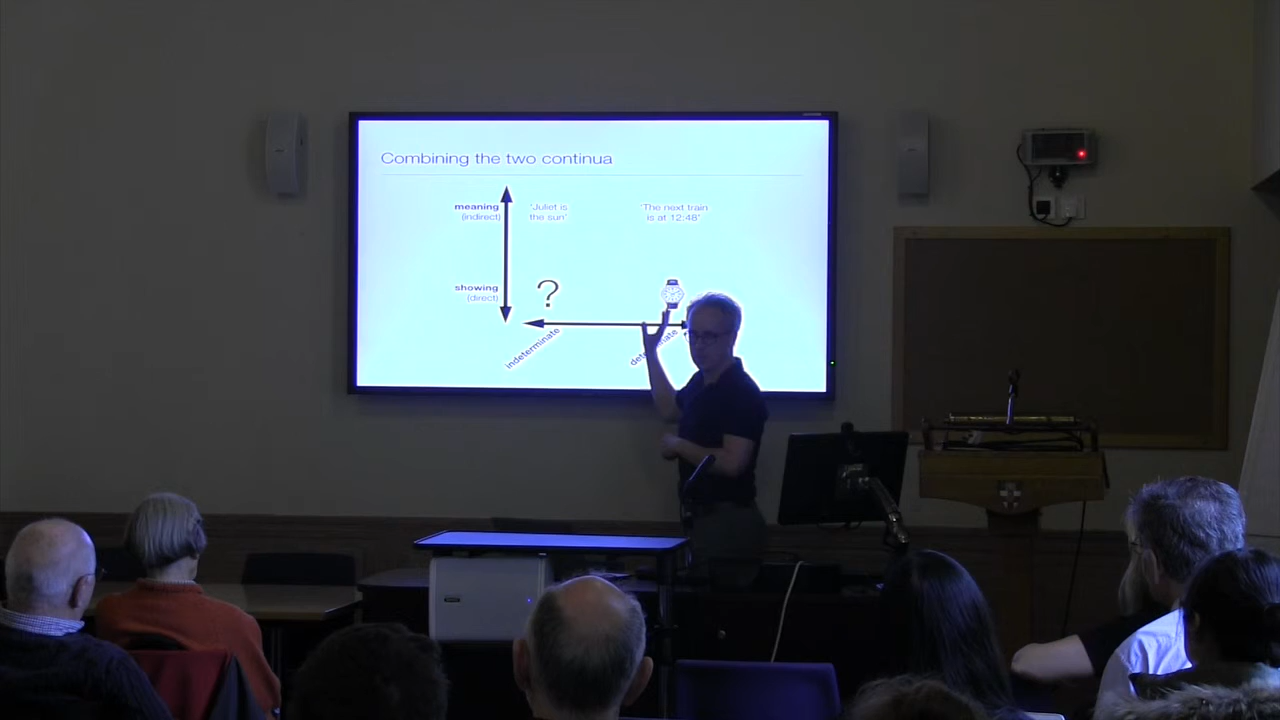 Combining the two continua
meaning
(indirect)
"Juliet is
the sun"
"The next train
is at 12:48"
showing
(direct)
?
indeterminate